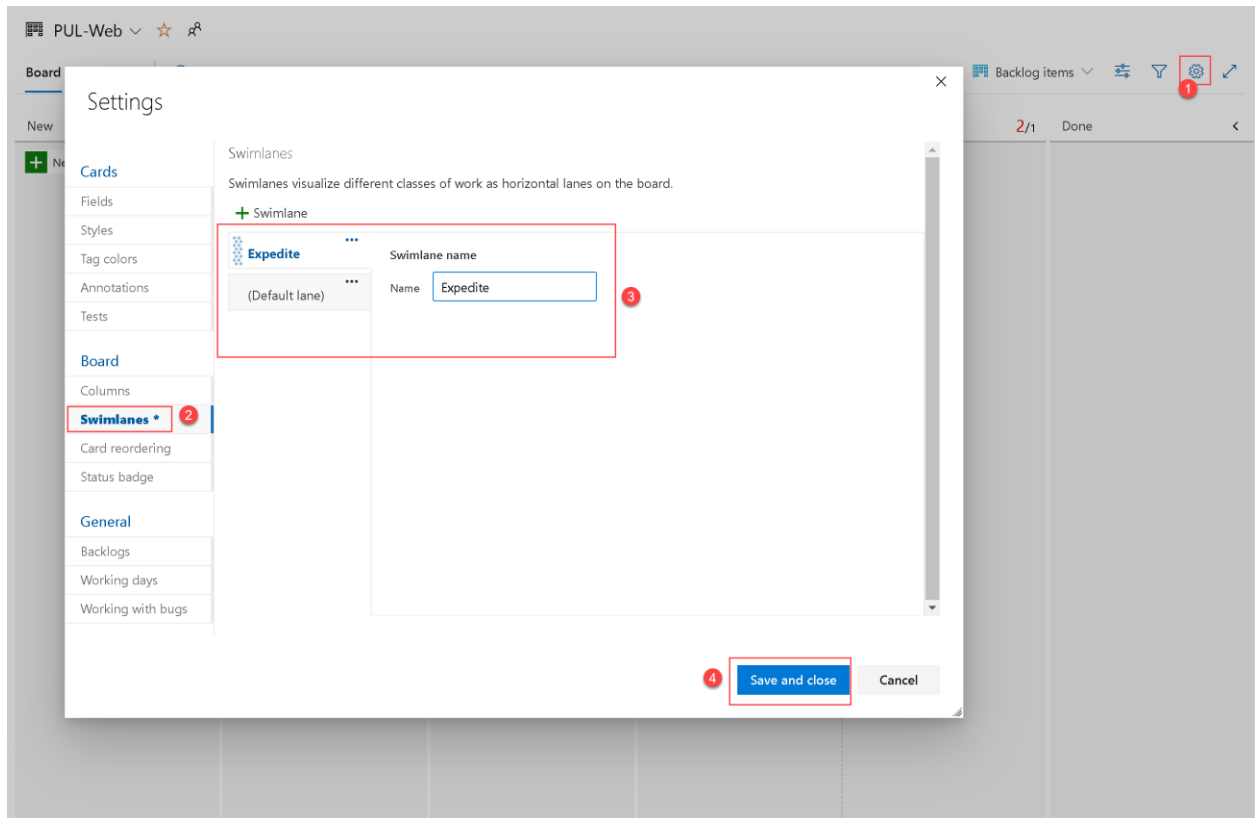 PUL-Web
Board
Backlog items
1
New
2/1
Done
Settings
Cards
Fields
Styles
Tag colors
Annotations
Tests
Board
Columns
Swimlanes *
2
Card reordering
Status badge
General
Backlogs
Working days
Working with bugs
Swimlanes
Swimlanes visualize different classes of work as horizontal lanes on the board.
+ Swimlane
Expedite
(Default lane)
Swimlane name
Name
Expedite
3
4
Save and close
Cancel